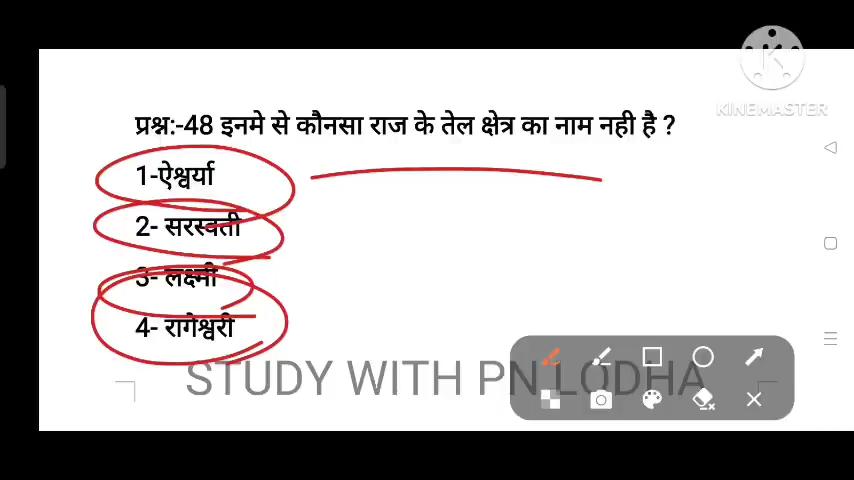 KINEMASTER
प्रश्न:-48 इनमे से कौनसा राज के तेल क्षेत्र का नाम नही है ?
1-ऐश्वर्या
2- सरस्वती
3- लक्ष्मी
4- रागेश्वरी
STUDY WITH PN LODHA